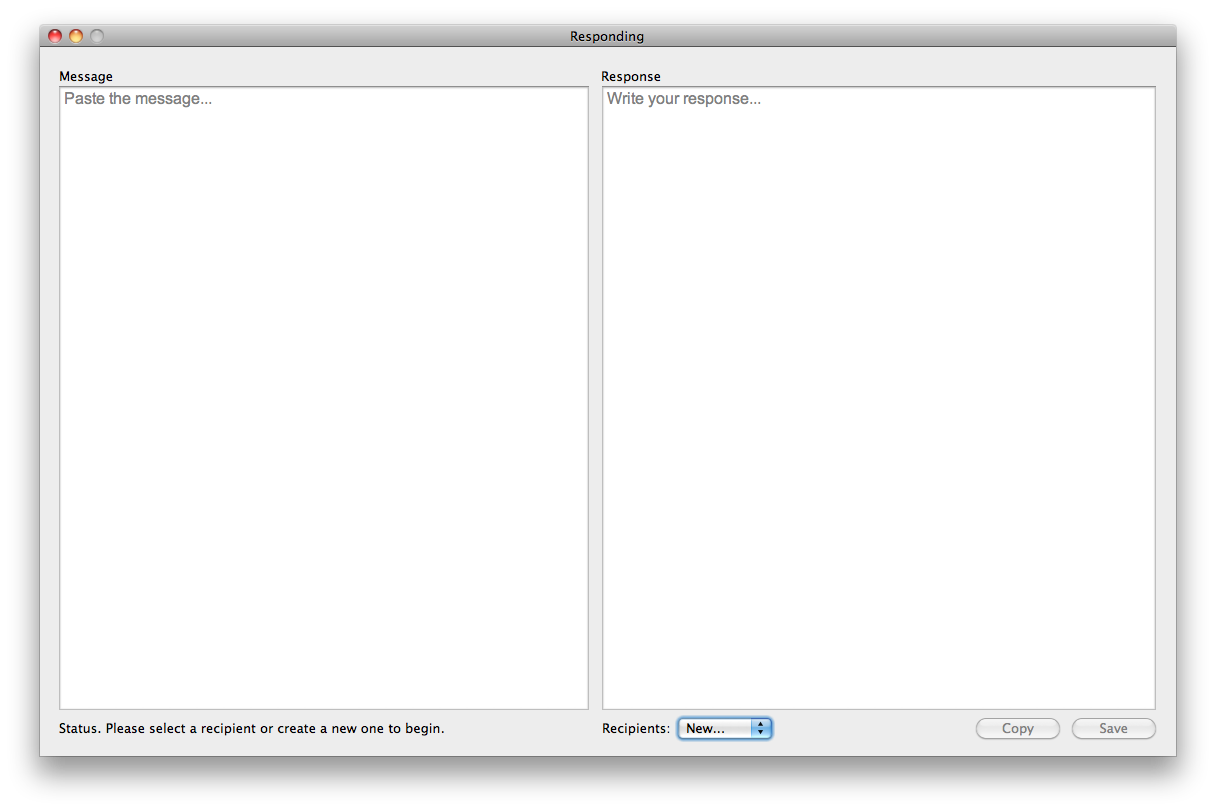 Responding
Message
Response
Paste the message...
Write your response...
Status. Please select a recipient or create a new one to begin.
Recipients: New...
Copy
Save